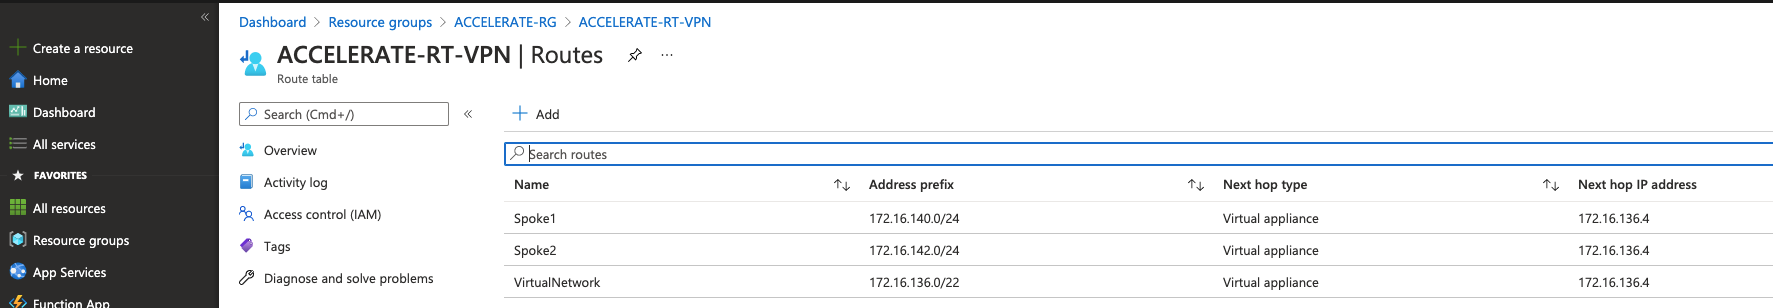 «
Dashboard > Resource groups > ACCELERATE-RG > ACCELERATE-RT-VPN
ACCELERATE-RT-VPN | Routes ...
Route table
Create a resource
Home
Dashboard
All services
FAVORITES
All resources
Resource groups
App Services
Function App
Search (Cmd+/) «
Overview
Activity log
Access control (IAM)
Tags
Diagnose and solve problems
+ Add
Search routes
Name Address prefix Next hop type Next hop IP address
Spoke1 172.16.140.0/24 Virtual appliance 172.16.136.4
Spoke2 172.16.142.0/24 Virtual appliance 172.16.136.4
VirtualNetwork 172.16.136.0/22 Virtual appliance 172.16.136.4